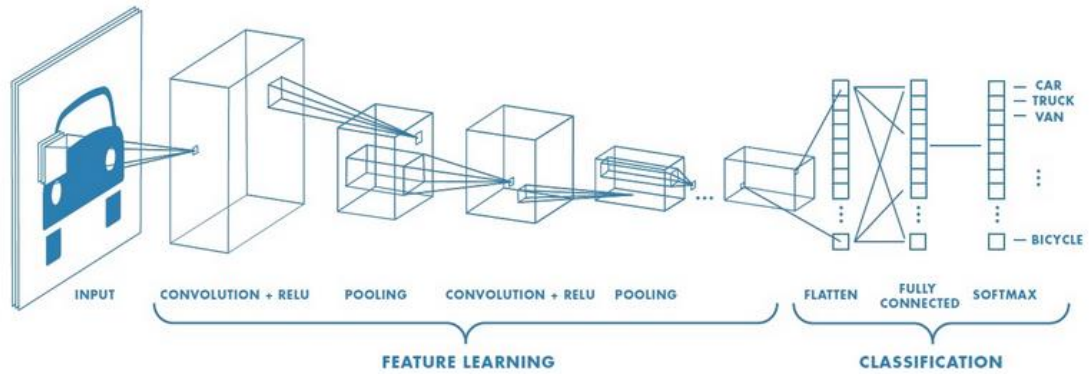 CAR
TRUCK
VAN
BICYCLE
INPUT
CONVOLUTION + RELU
POOLING
CONVOLUTION + RELU
POOLING
FLATTEN
FULLY
CONNECTED
SOFTMAX
FEATURE LEARNING
CLASSIFICATION